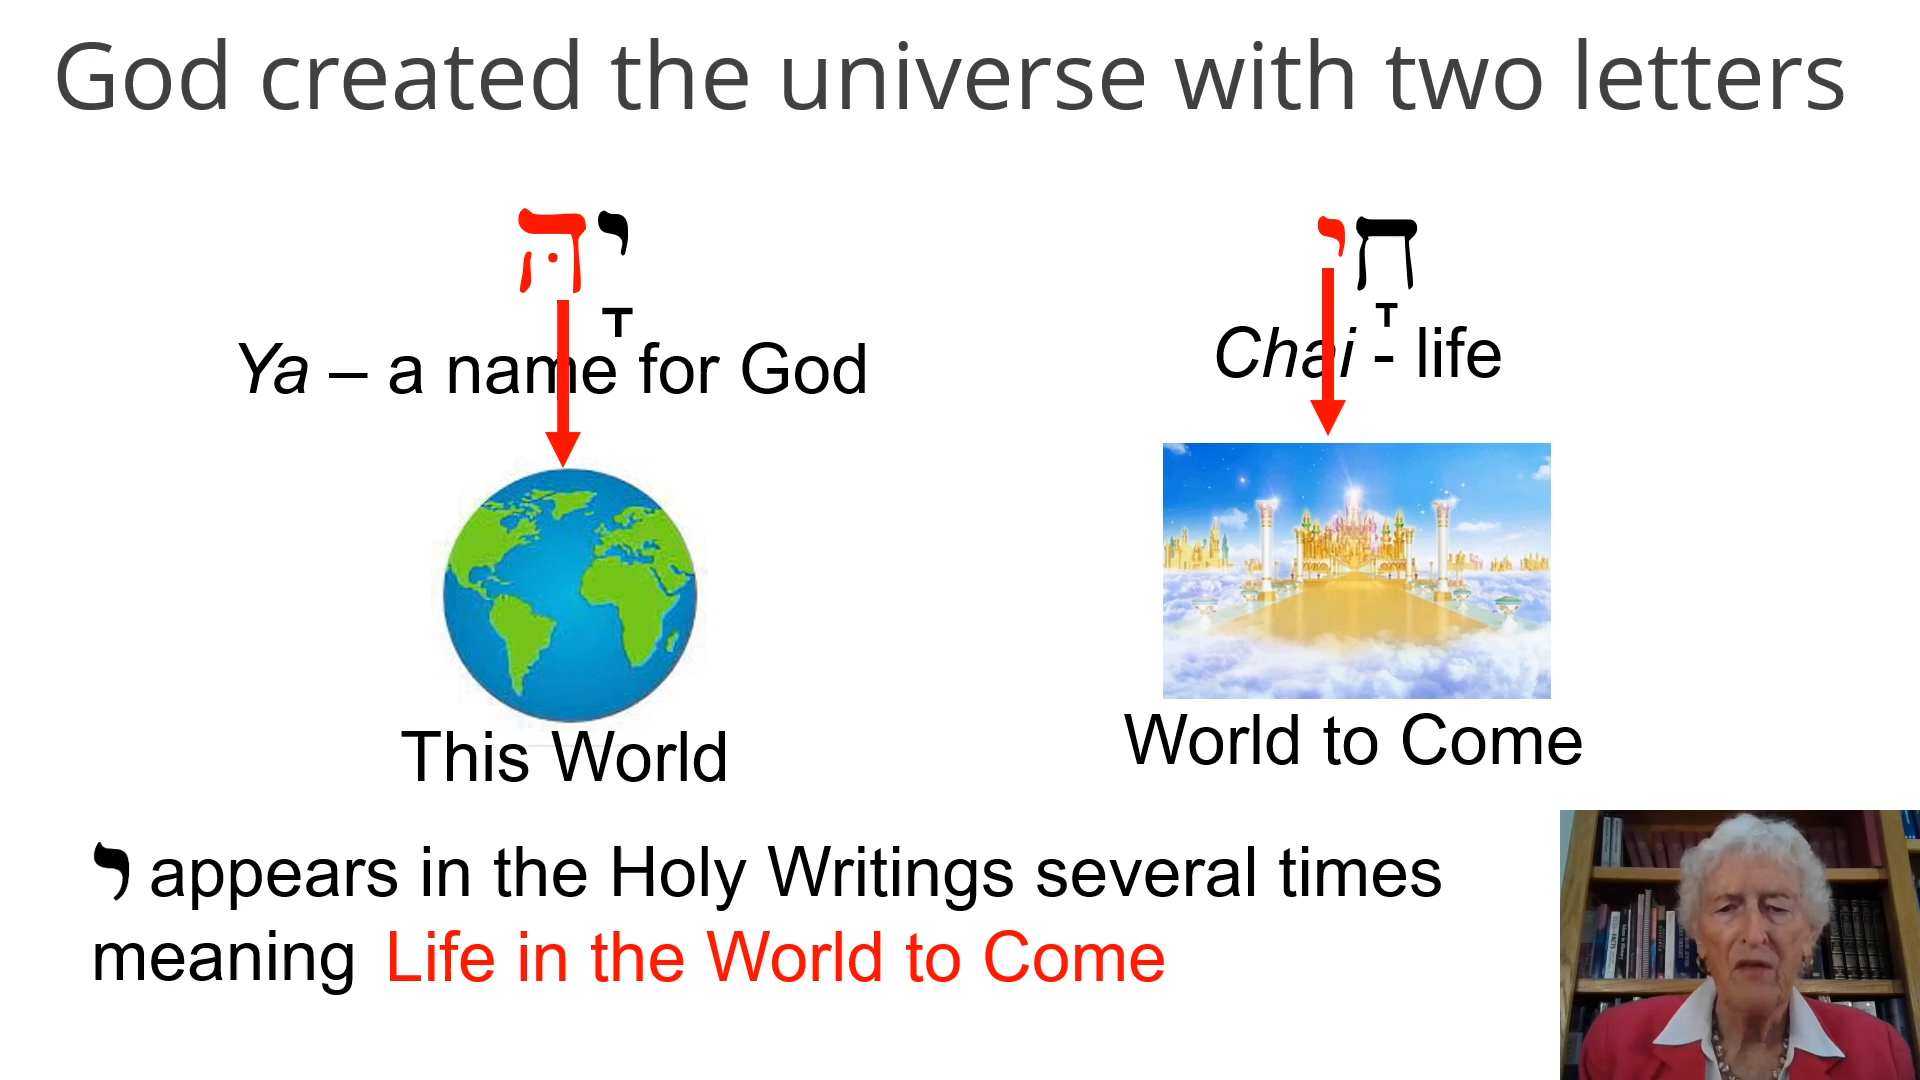 God created the universe with two letters
יָהּ
חָי
Ya – a name for God
Chai - life
This World
World to Come
י appears in the Holy Writings several times
meaning Life in the World to Come